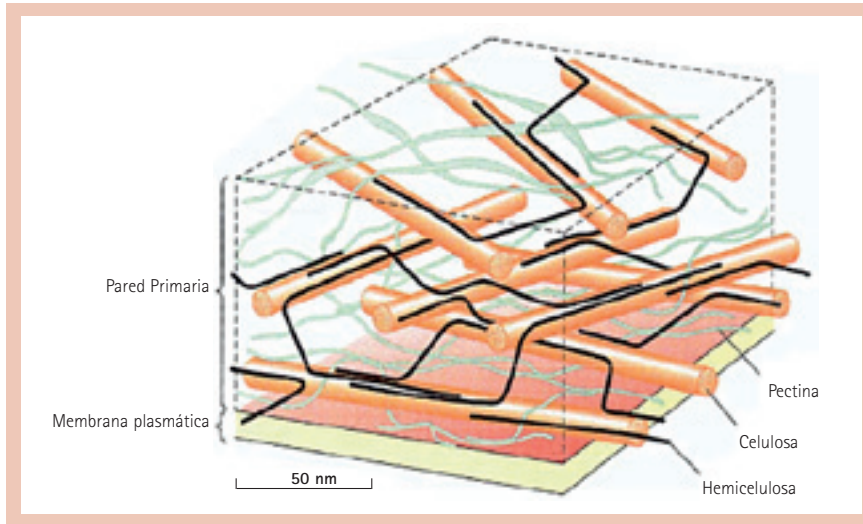 Pared Primaria
Membrana plasmática
50 nm
Pectina
Celulosa
Hemicelulosa